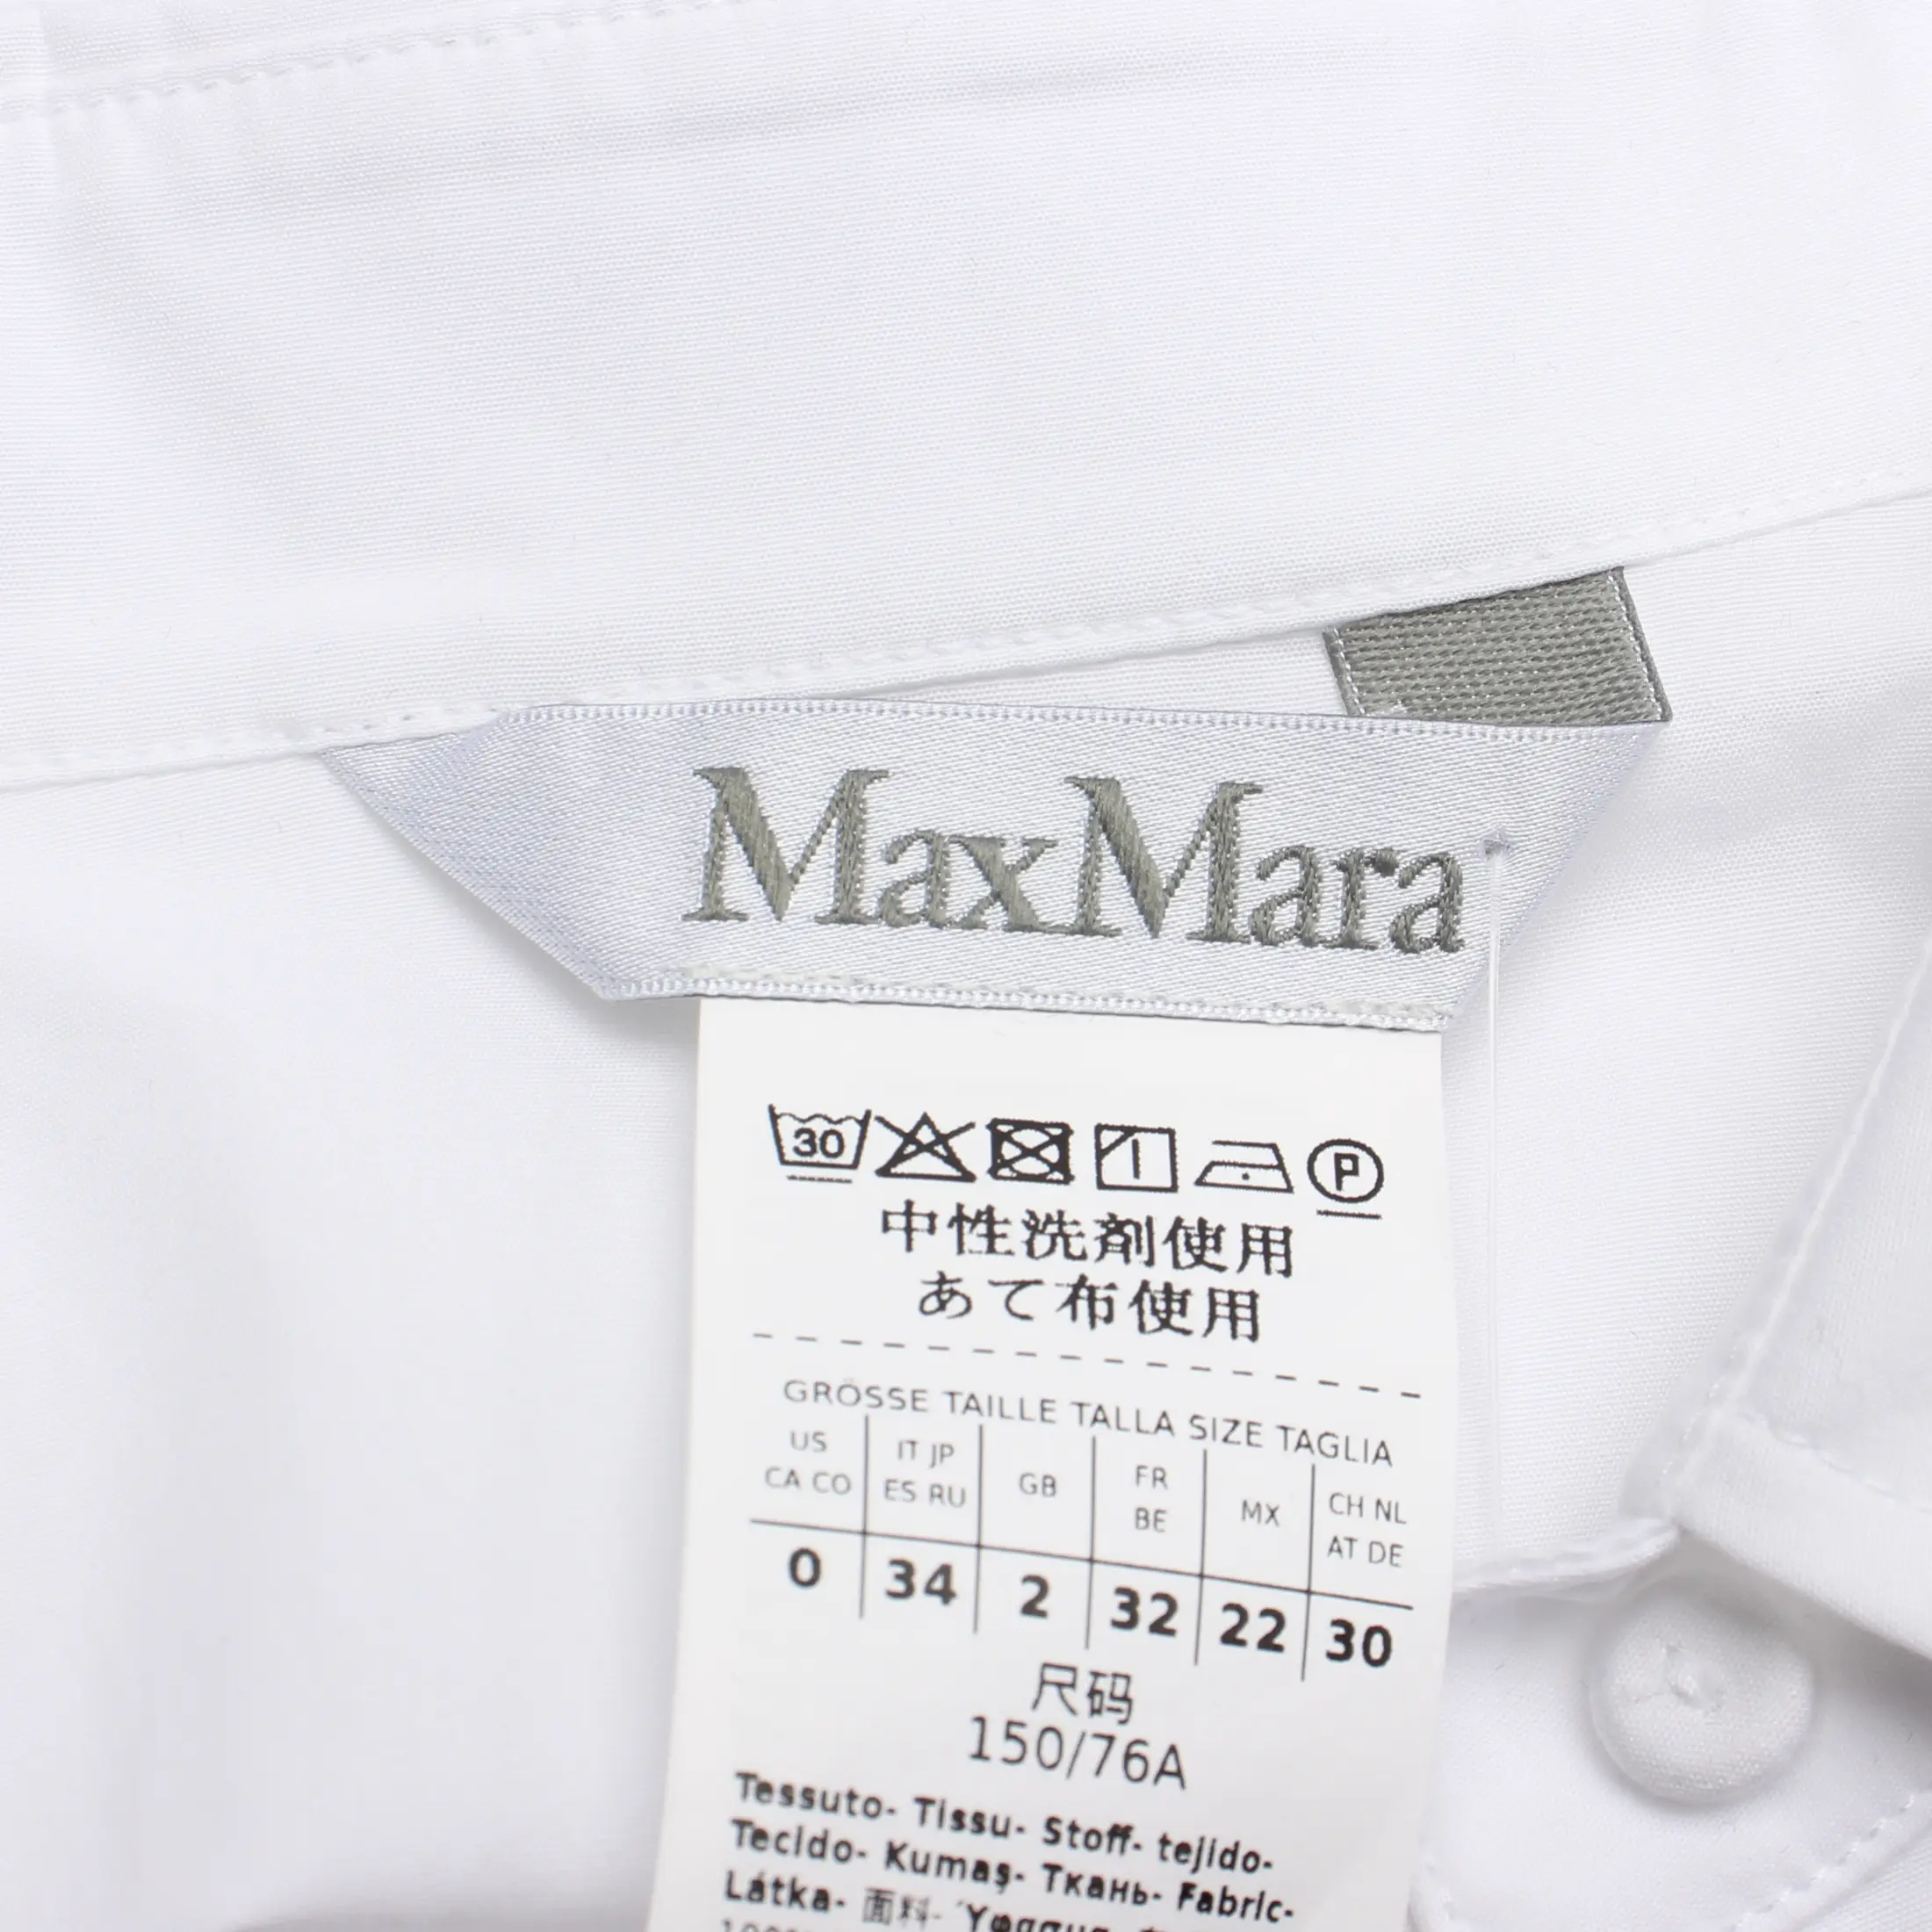 MaxMara
30
P
中性洗剤使用
あて布使用
GRÖSSE TAILLE TALLA SIZE TAGLIA
US CA CO IT JP ES RU GB FR BE MX CH NL AT DE
0 34 2 32 22 30
尺码
150/76A
Tessuto- Tissu- Stoff- tejido-
Tecido- Kumaş- Ткань- Fabric-
Látka- 面料-